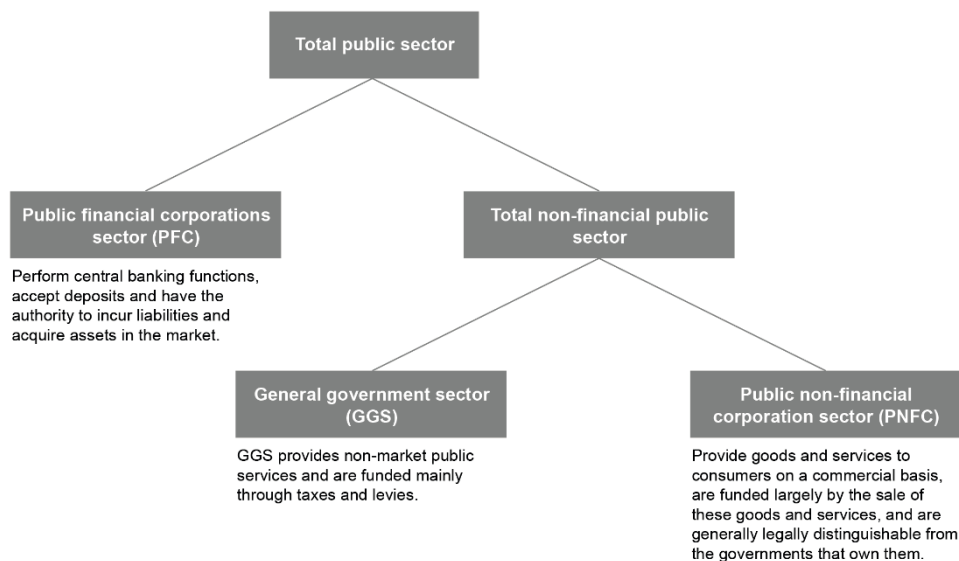 Total public sector
Public financial corporations
sector (PFC)
Perform central banking functions,
accept deposits and have the
authority to incur liabilities and
acquire assets in the market.
Total non-financial public
sector
General government sector
(GGS)
GGS provides non-market public
services and are funded mainly
through taxes and levies.
Public non-financial
corporation sector (PNFC)
Provide goods and services to
consumers on a commercial basis,
are funded largely by the sale of
these goods and services, and are
generally legally distinguishable from
the governments that own them.